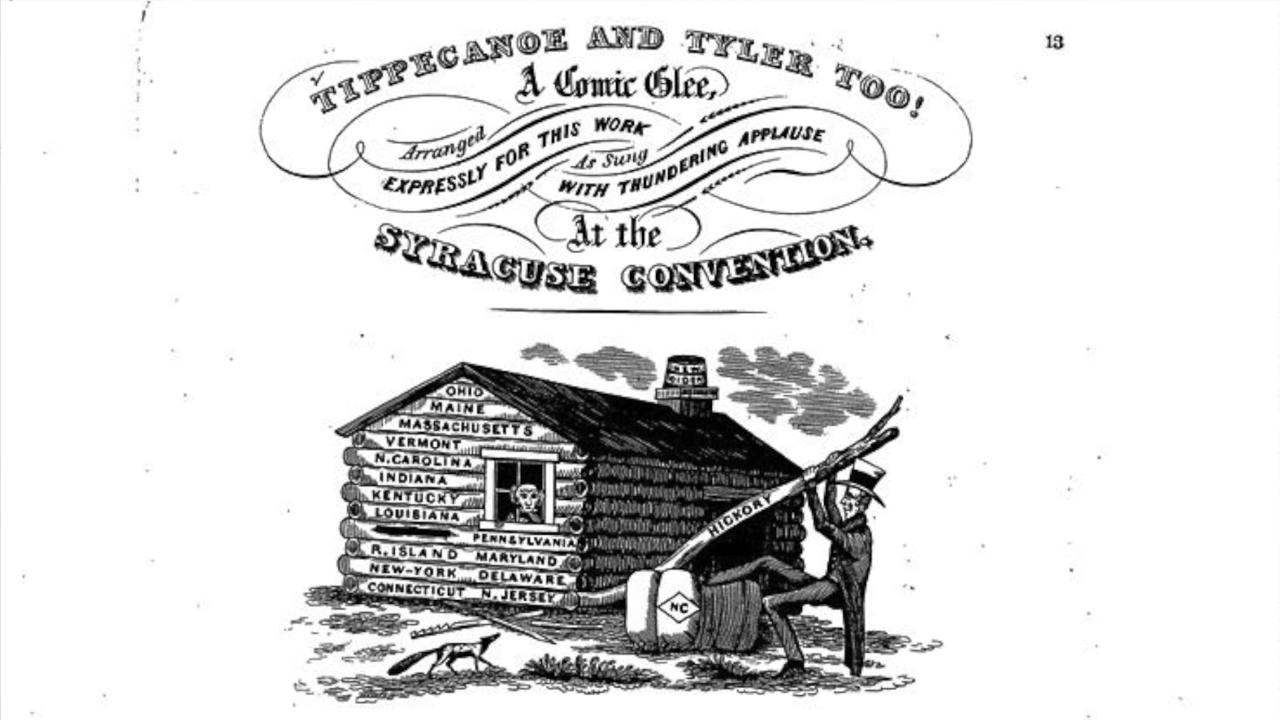 13
TIPPECANOE AND TYLER TOO!
A Comic Glee,
Arranged
EXPRESSLY FOR THIS WORK
As Sung
WITH THUNDERING APPLAUSE
At the
SYRACUSE CONVENTION.
OHIO
MAINE
MASSACHUSETTS
VERMONT
N.CAROLINA
INDIANA
KENTUCKY
LOUISIANA
PENNSYLVANIA
R.ISLAND MARYLAND
NEW-YORK DELAWARE
CONNECTICUT N.JERSEY
HICKORY
NC